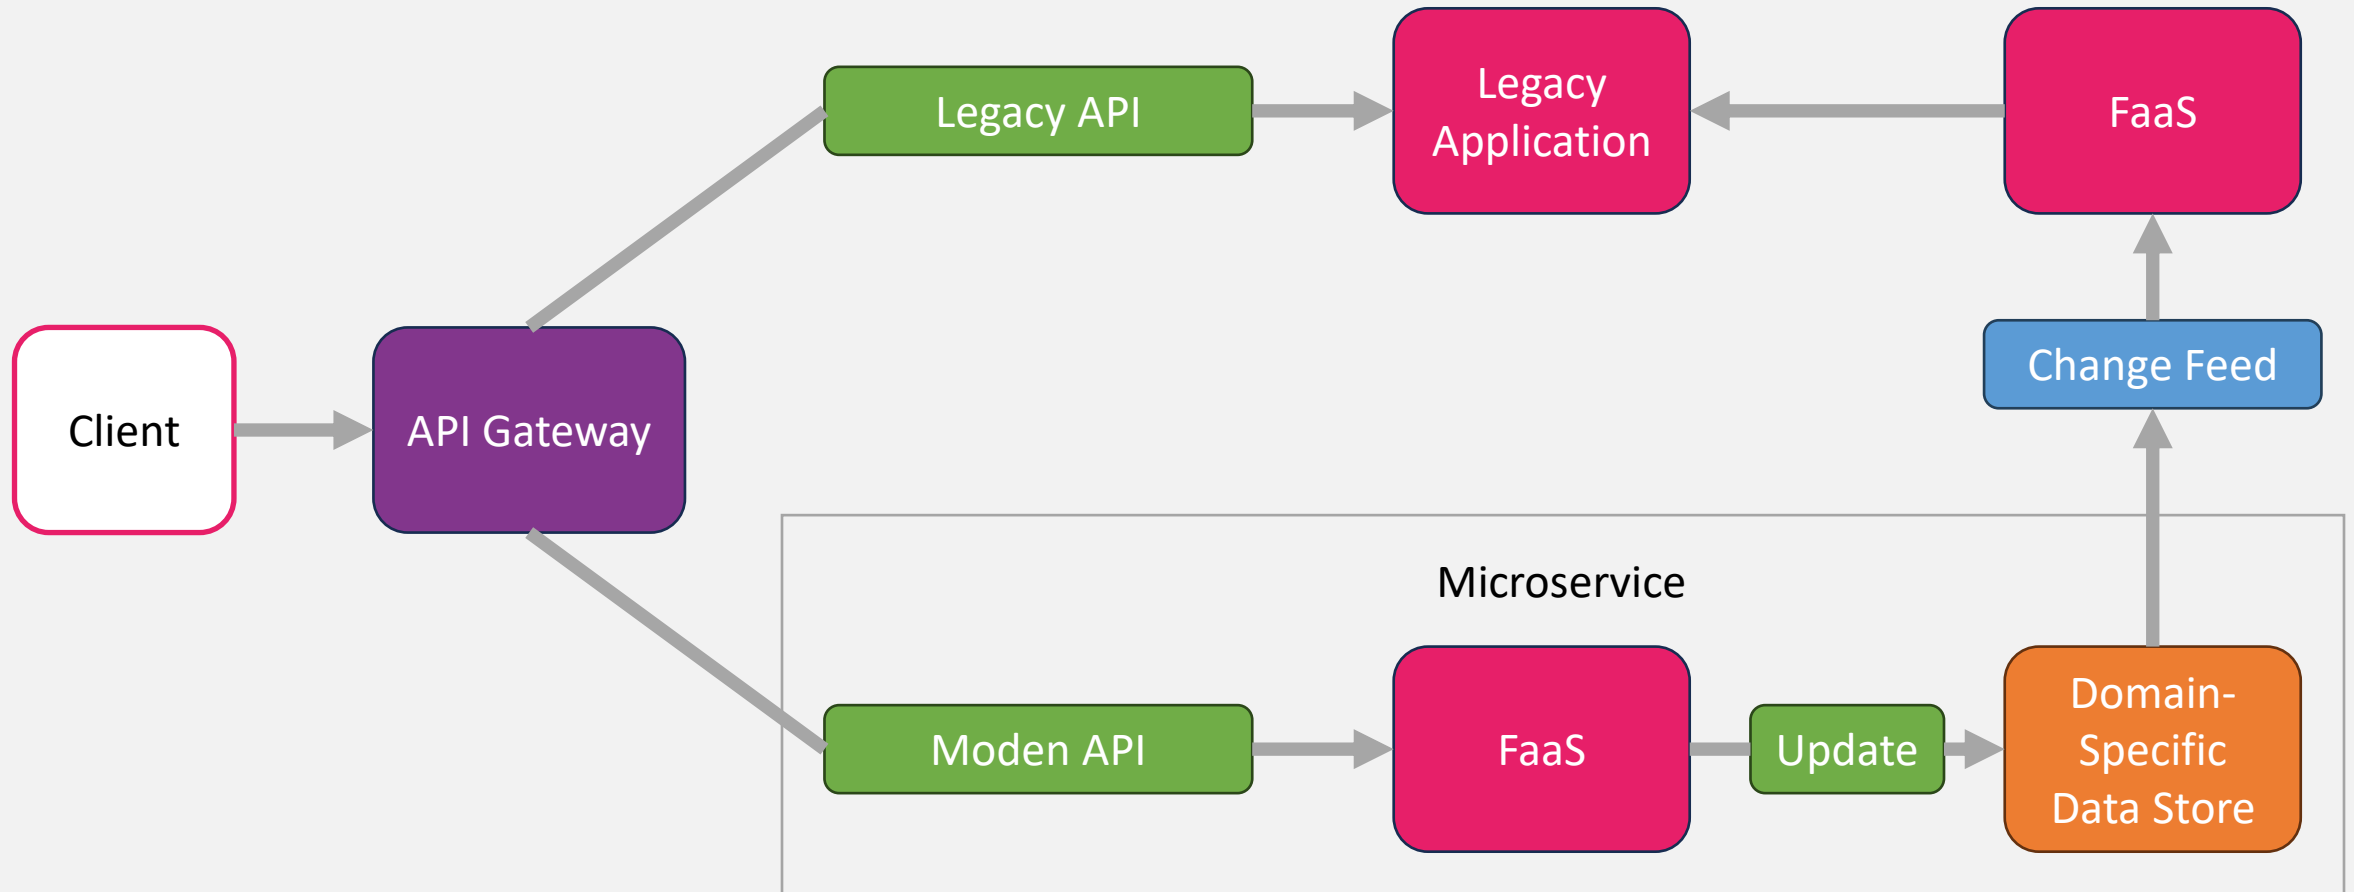 Legacy API
Legacy
Application
FaaS
Client
API Gateway
Change Feed
Microservice
Moden API
FaaS
Update
Domain-
Specific
Data Store